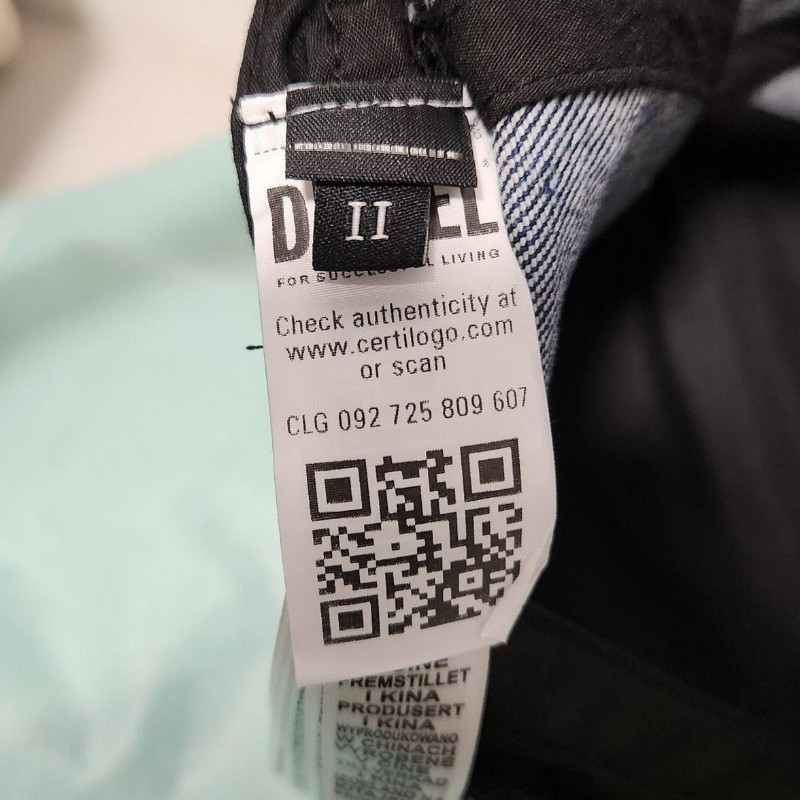 II
FOR SUCCESSFUL LIVING
Check authenticity at
www.certilogo.com
or scan
CLG 092 725 809 607
FREMSTILLET
I KINA
PRODUSERT
I KINA
WYPRODUKOWANO
W CHINACH